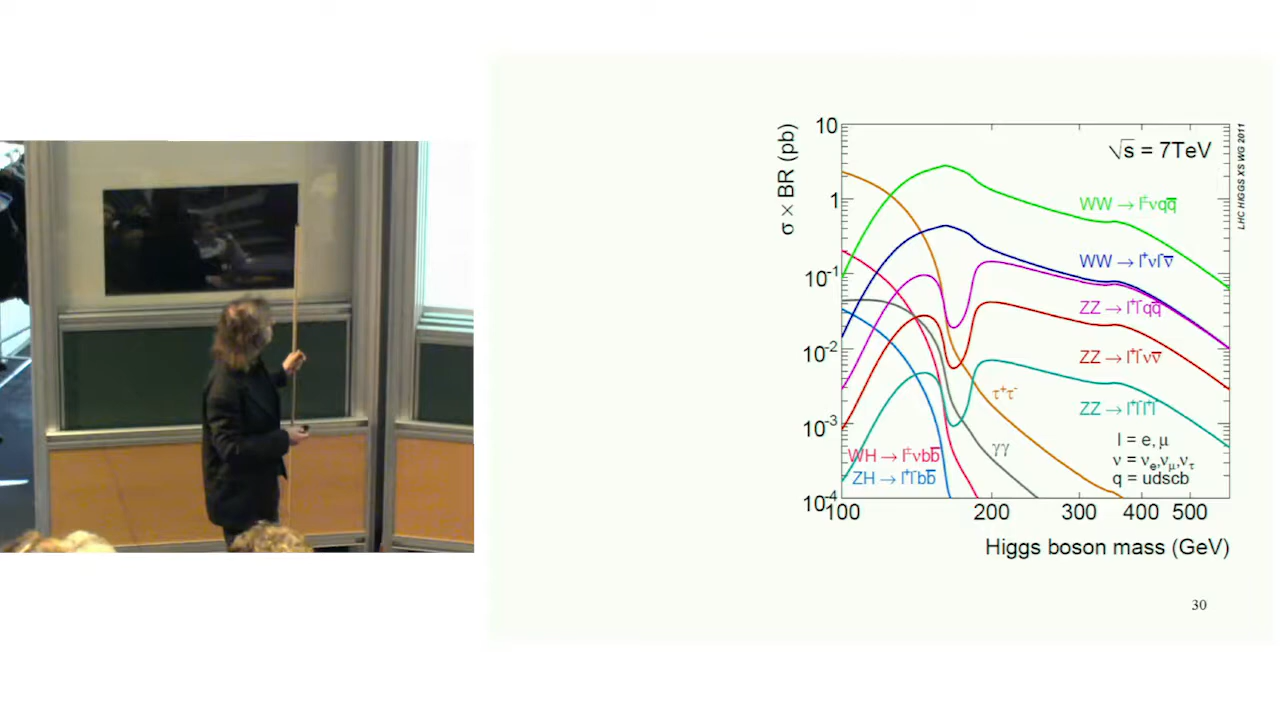 10
1
10⁻¹
10⁻²
10⁻³
10⁻⁴
σ × BR (pb)
√s = 7TeV
LHC HIGGS XS WG 2011
WW → l±νqq̅
WW → l⁺νl⁻ν̅
ZZ → l⁺l⁻qq̅
ZZ → l⁺l⁻νν̅
ZZ → l⁺l⁻l⁺l⁻
τ⁺τ⁻
γγ
WH → l±νbb̅
ZH → l⁺l⁻bb̅
l = e, μ
ν = νe,νμ,ντ
q = udscb
100 200 300 400 500
Higgs boson mass (GeV)
30